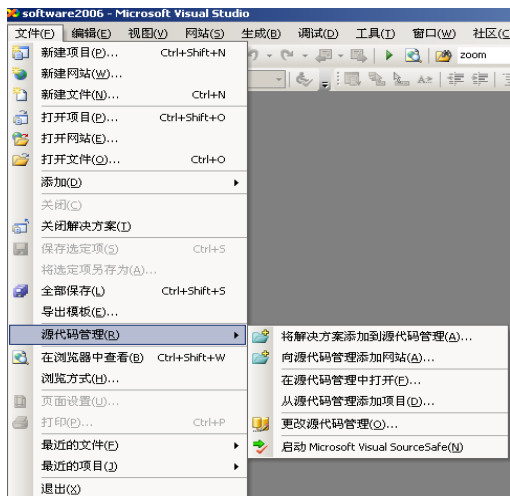 software2006 - Microsoft Visual Studio
文件(F) 编辑(E) 视图(V) 网站(S) 生成(B) 调试(D) 工具(T) 窗口(W) 社区(C
新建项目(P)... Ctrl+Shift+N
zoom
新建网站(W)...
新建文件(N)... Ctrl+N
打开项目(P)... Ctrl+Shift+O
打开网站(E)...
打开文件(O)... Ctrl+O
添加(D)
关闭(C)
关闭解决方案(T)
保存选定项(S) Ctrl+S
将选定项另存为(A)...
全部保存(L) Ctrl+Shift+S
导出模板(E)...
源代码管理(R)
将解决方案添加到源代码管理(A)...
在浏览器中查看(B) Ctrl+Shift+W
向源代码管理添加网站(A)...
浏览方式(H)...
在源代码管理中打开(F)...
页面设置(U)...
从源代码管理添加项目(D)...
打印(P)... Ctrl+P
更改源代码管理(O)...
最近的文件(F)
启动 Microsoft Visual SourceSafe(N)
最近的项目(J)
退出(X)